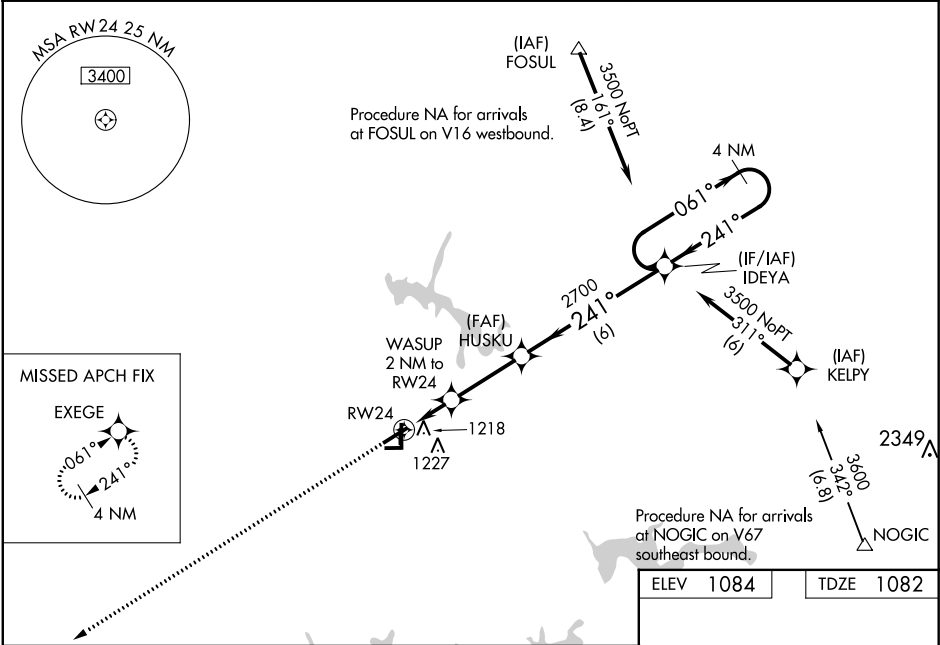 MSA RW24 25 NM
3400
(IAF)
FOSUL
3500 NoPT
161°
(8.4)
Procedure NA for arrivals
at FOSUL on V16 westbound.
4 NM
061°
241°
(IF/IAF)
IDEYA
2700
241°
(6)
(FAF)
HUSKU
3500 NoPT
311°
(6)
(IAF)
KELPY
WASUP
2 NM to
RW24
RW24
1218
1227
MISSED APCH FIX
EXEGE
061°
241°
4 NM
2349
3600
342°
(6.8)
NOGIC
Procedure NA for arrivals
at NOGIC on V67
southeast bound.
ELEV 1084
TDZE 1082